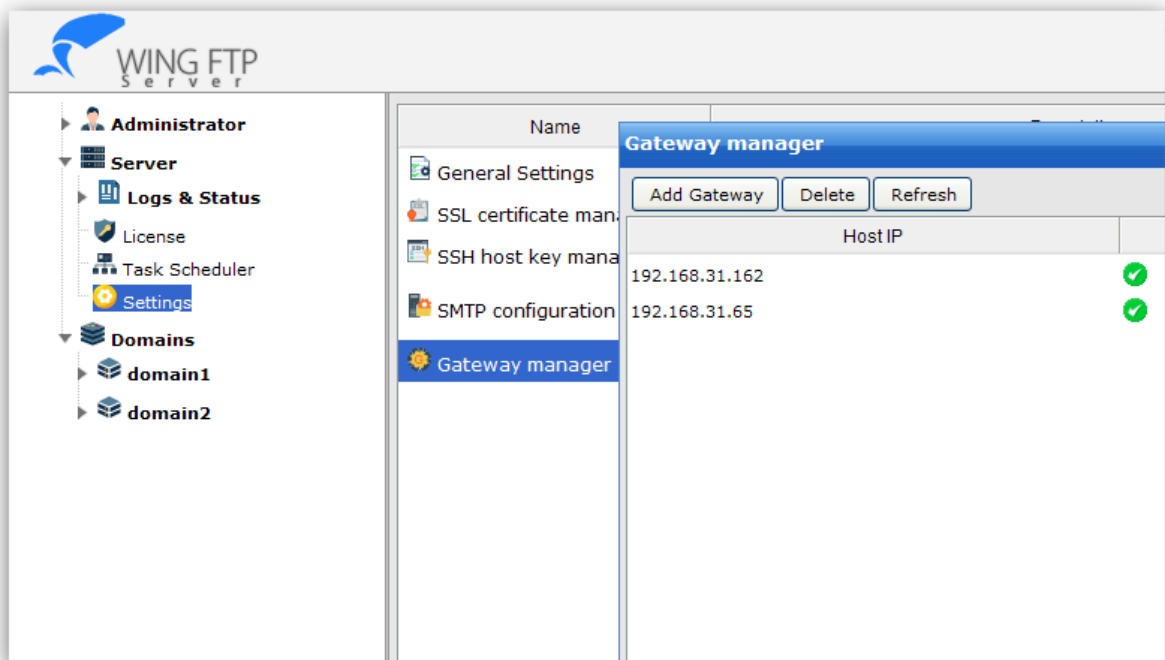 WING FTP
Server
Administrator
Server
Logs & Status
License
Task Scheduler
Settings
Domains
domain1
domain2
Name
General Settings
SSL certificate man
SSH host key mana
SMTP configuration
Gateway manager
Gateway manager
Add Gateway Delete Refresh
Host IP
192.168.31.162
192.168.31.65